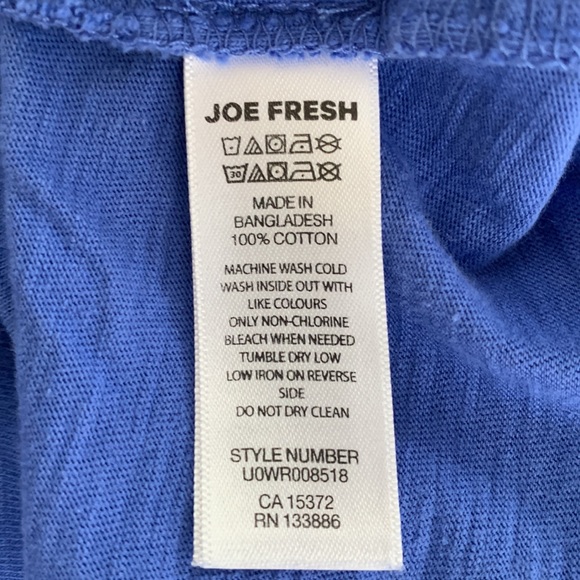 JOE FRESH
30
MADE IN
BANGLADESH
100% COTTON
MACHINE WASH COLD
WASH INSIDE OUT WITH
LIKE COLOURS
ONLY NON-CHLORINE
BLEACH WHEN NEEDED
TUMBLE DRY LOW
LOW IRON ON REVERSE
SIDE
DO NOT DRY CLEAN
STYLE NUMBER
U0WR008518
CA 15372
RN 133886